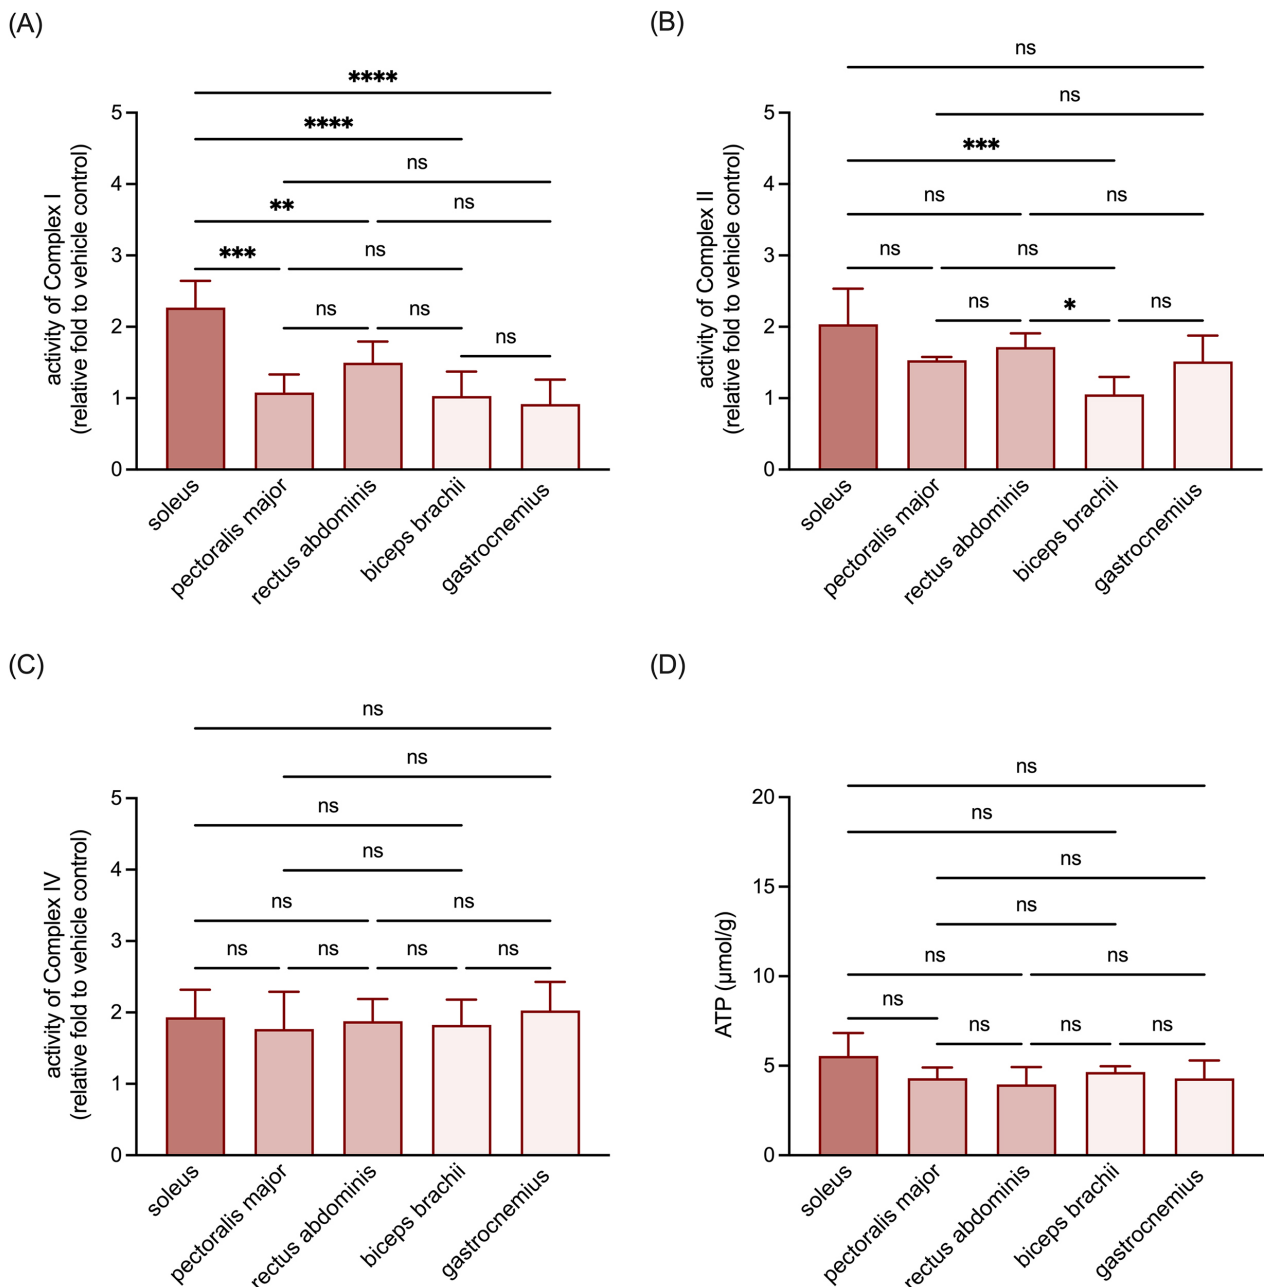 (A)
****
****
ns
**
ns
***
ns
ns
ns
ns
5
4
3
2
1
0
activity of Complex I
(relative fold to vehicle control)
soleus
pectoralis major
rectus abdominis
biceps brachii
gastrocnemius
(B)
ns
ns
***
ns
ns
ns
ns
ns
*
ns
5
4
3
2
1
0
activity of Complex II
(relative fold to vehicle control)
soleus
pectoralis major
rectus abdominis
biceps brachii
gastrocnemius
(C)
ns
ns
ns
ns
ns
ns
ns
ns
ns
ns
5
4
3
2
1
0
activity of Complex IV
(relative fold to vehicle control)
soleus
pectoralis major
rectus abdominis
biceps brachii
gastrocnemius
(D)
ns
ns
ns
ns
ns
ns
ns
ns
ns
ns
20
15
10
5
0
ATP (μmol/g)
soleus
pectoralis major
rectus abdominis
biceps brachii
gastrocnemius